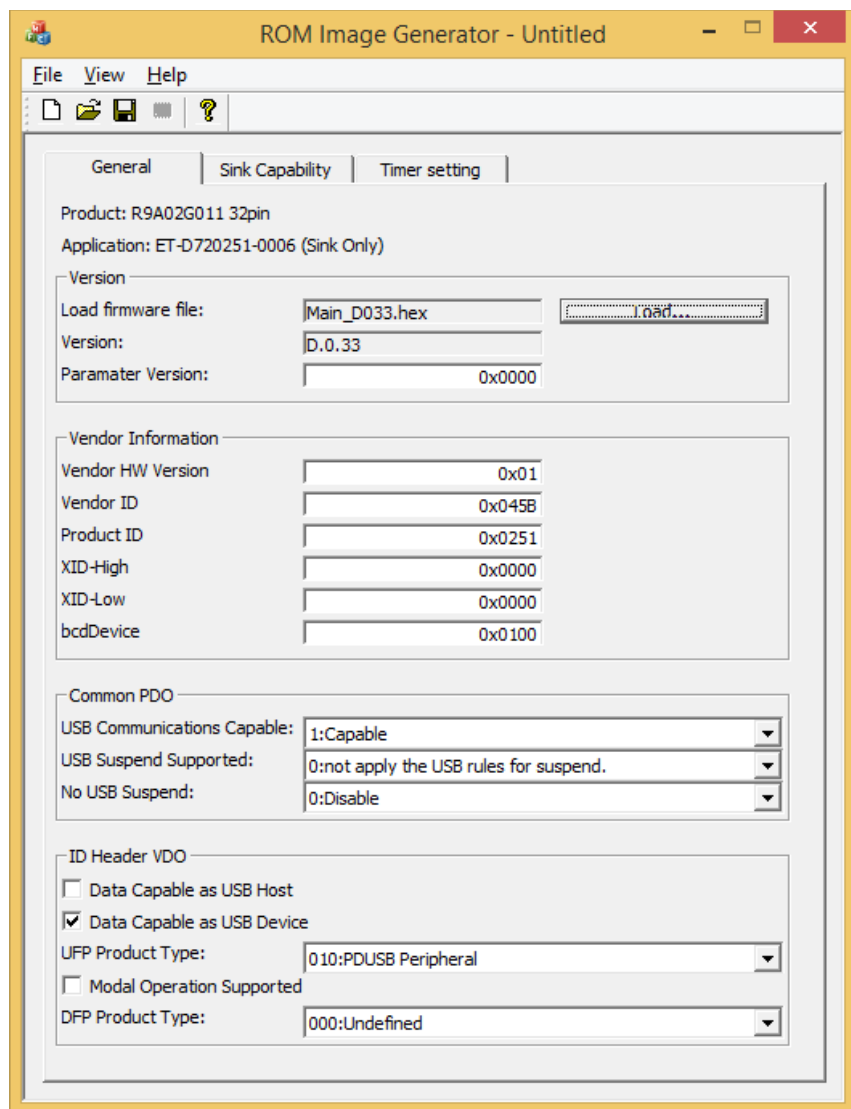 ROM Image Generator - Untitled
File View Help
General Sink Capability Timer setting
Product: R9A02G011 32pin
Application: ET-D720251-0006 (Sink Only)
Version
Load firmware file: Main_D033.hex Load...
Version: D.0.33
Paramater Version: 0x0000
Vendor Information
Vendor HW Version 0x01
Vendor ID 0x045B
Product ID 0x0251
XID-High 0x0000
XID-Low 0x0000
bcdDevice 0x0100
Common PDO
USB Communications Capable: 1:Capable
USB Suspend Supported: 0:not apply the USB rules for suspend.
No USB Suspend: 0:Disable
ID Header VDO
Data Capable as USB Host
Data Capable as USB Device
UFP Product Type: 010:PDUSB Peripheral
Modal Operation Supported
DFP Product Type: 000:Undefined